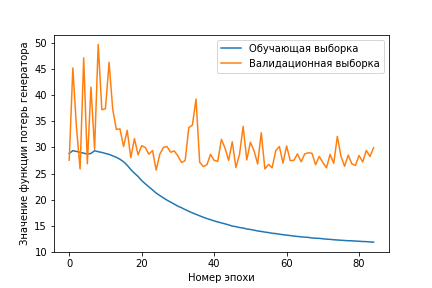 Значение функции потерь генератора
50
45
40
35
30
25
20
15
10
Обучающая выборка
Валидационная выборка
0 20 40 60 80
Номер эпохи